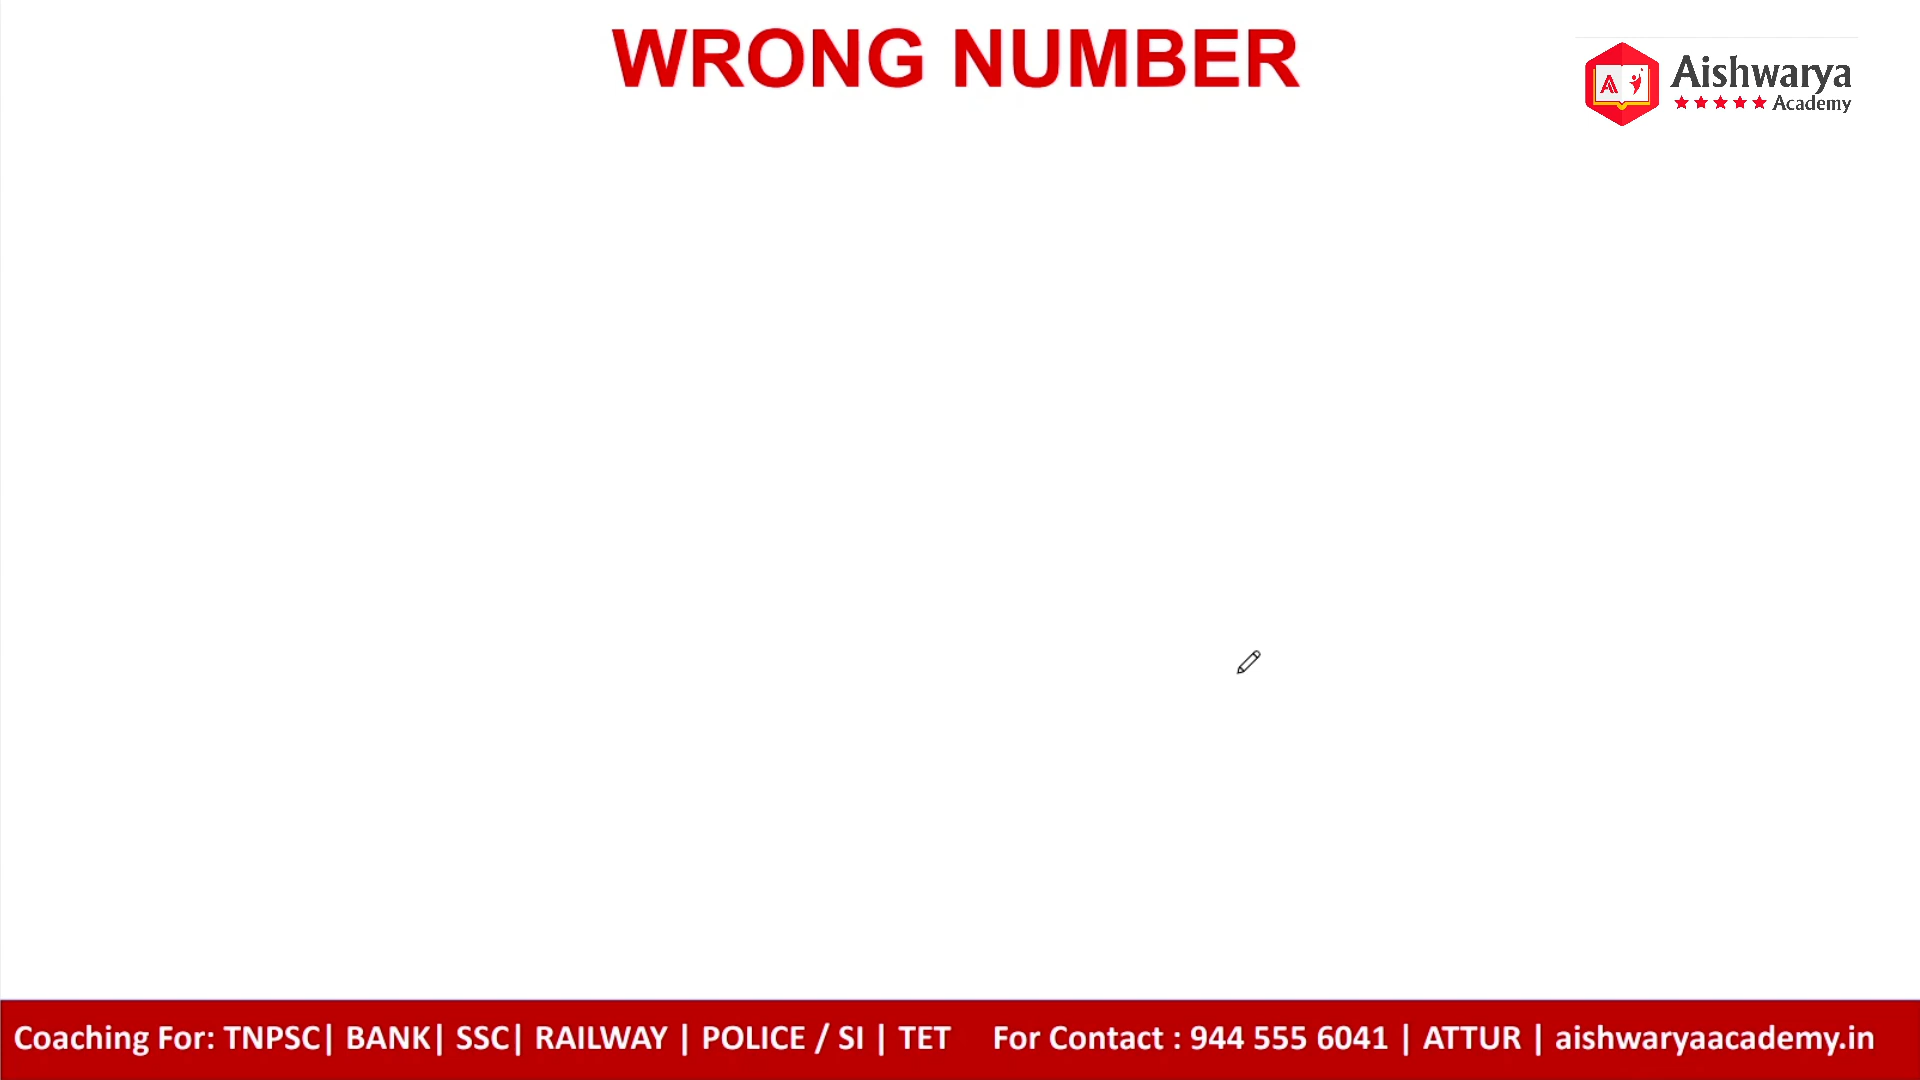 WRONG NUMBER
Aishwarya
Academy
Coaching For: TNPSC| BANK| SSC| RAILWAY | POLICE / SI | TET For Contact : 944 555 6041 | ATTUR | aishwaryaacademy.in